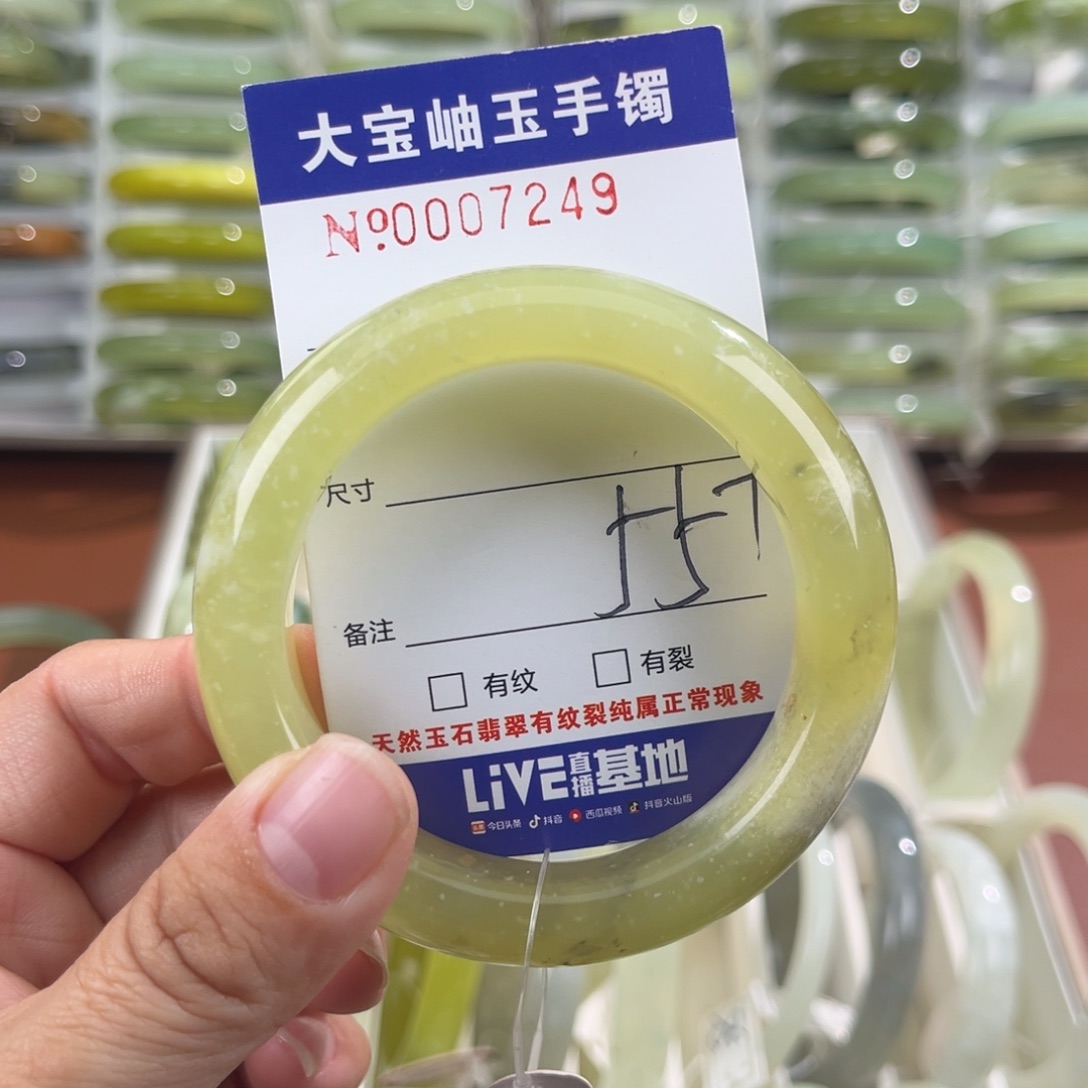 大宝岫玉手镯
No0007249
尺寸 557
备注
有纹 有裂
天然玉石翡翠有纹裂纯属正常现象
LiVE直播基地
今日头条 抖音 西瓜视频 抖音火山版